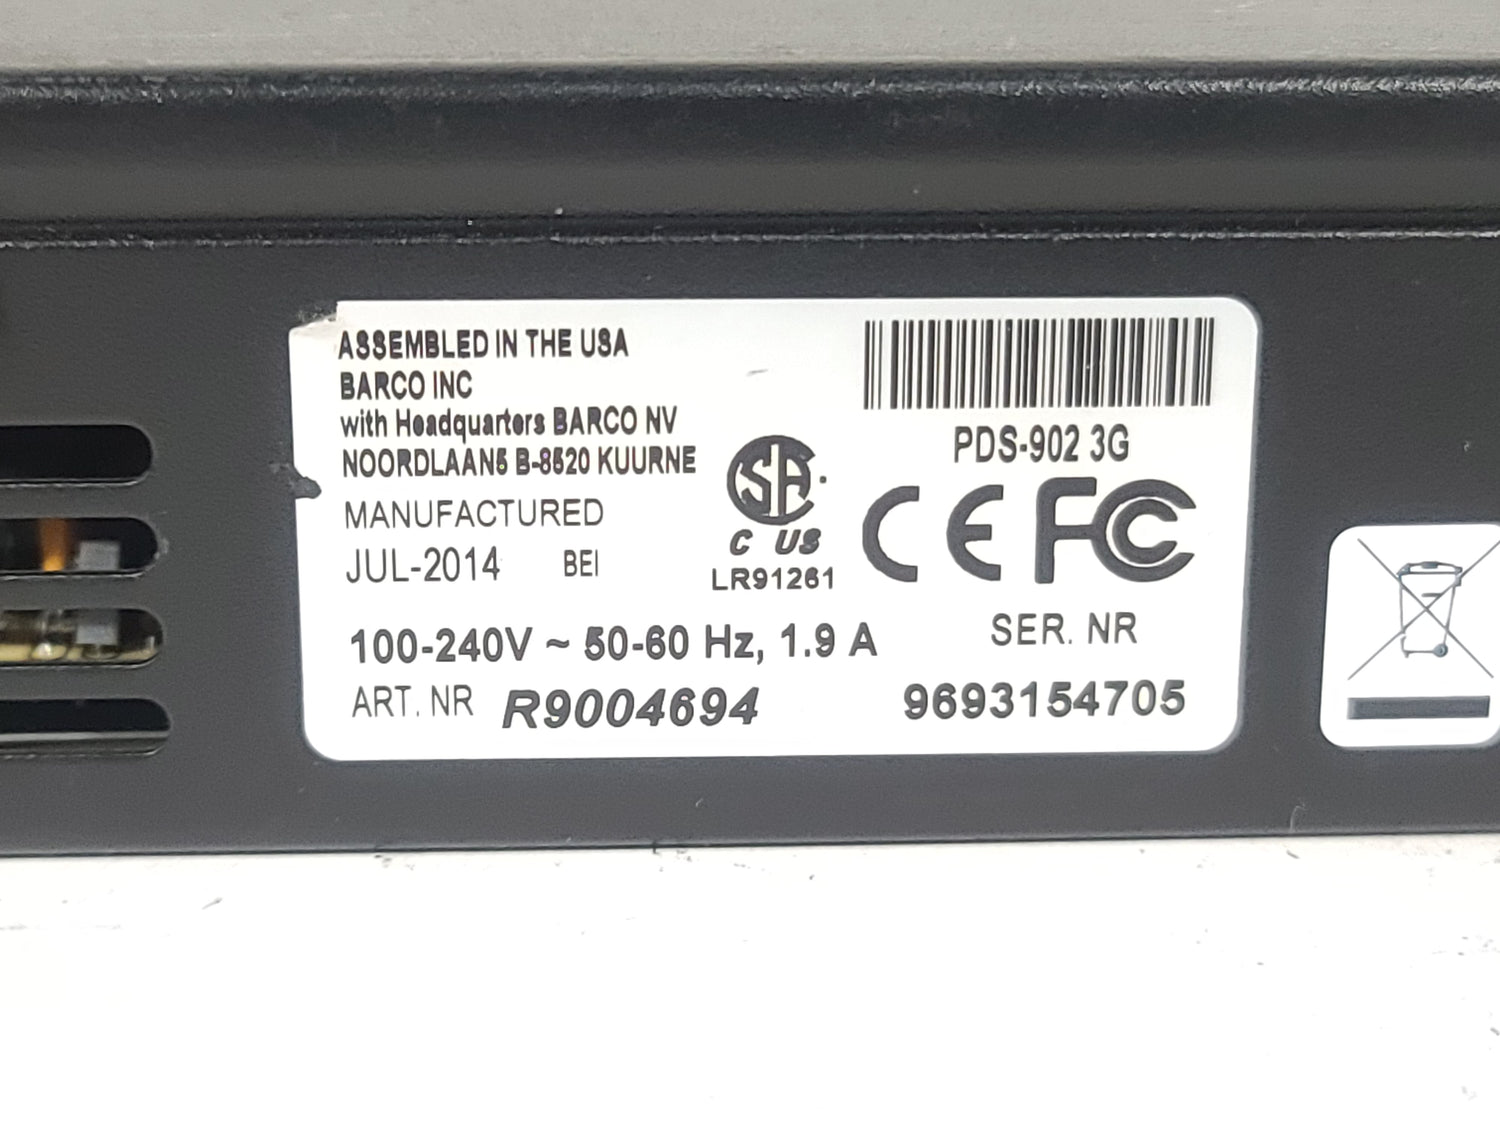 ASSEMBLED IN THE USA
BARCO INC
with Headquarters BARCO NV
NOORDLAAN5 B-8520 KUURNE
MANUFACTURED
JUL-2014 BEI
SA
C US
LR91261
PDS-902 3G
CE FC
100-240V ~ 50-60 Hz, 1.9 A
SER. NR
ART. NR R9004694
9693154705